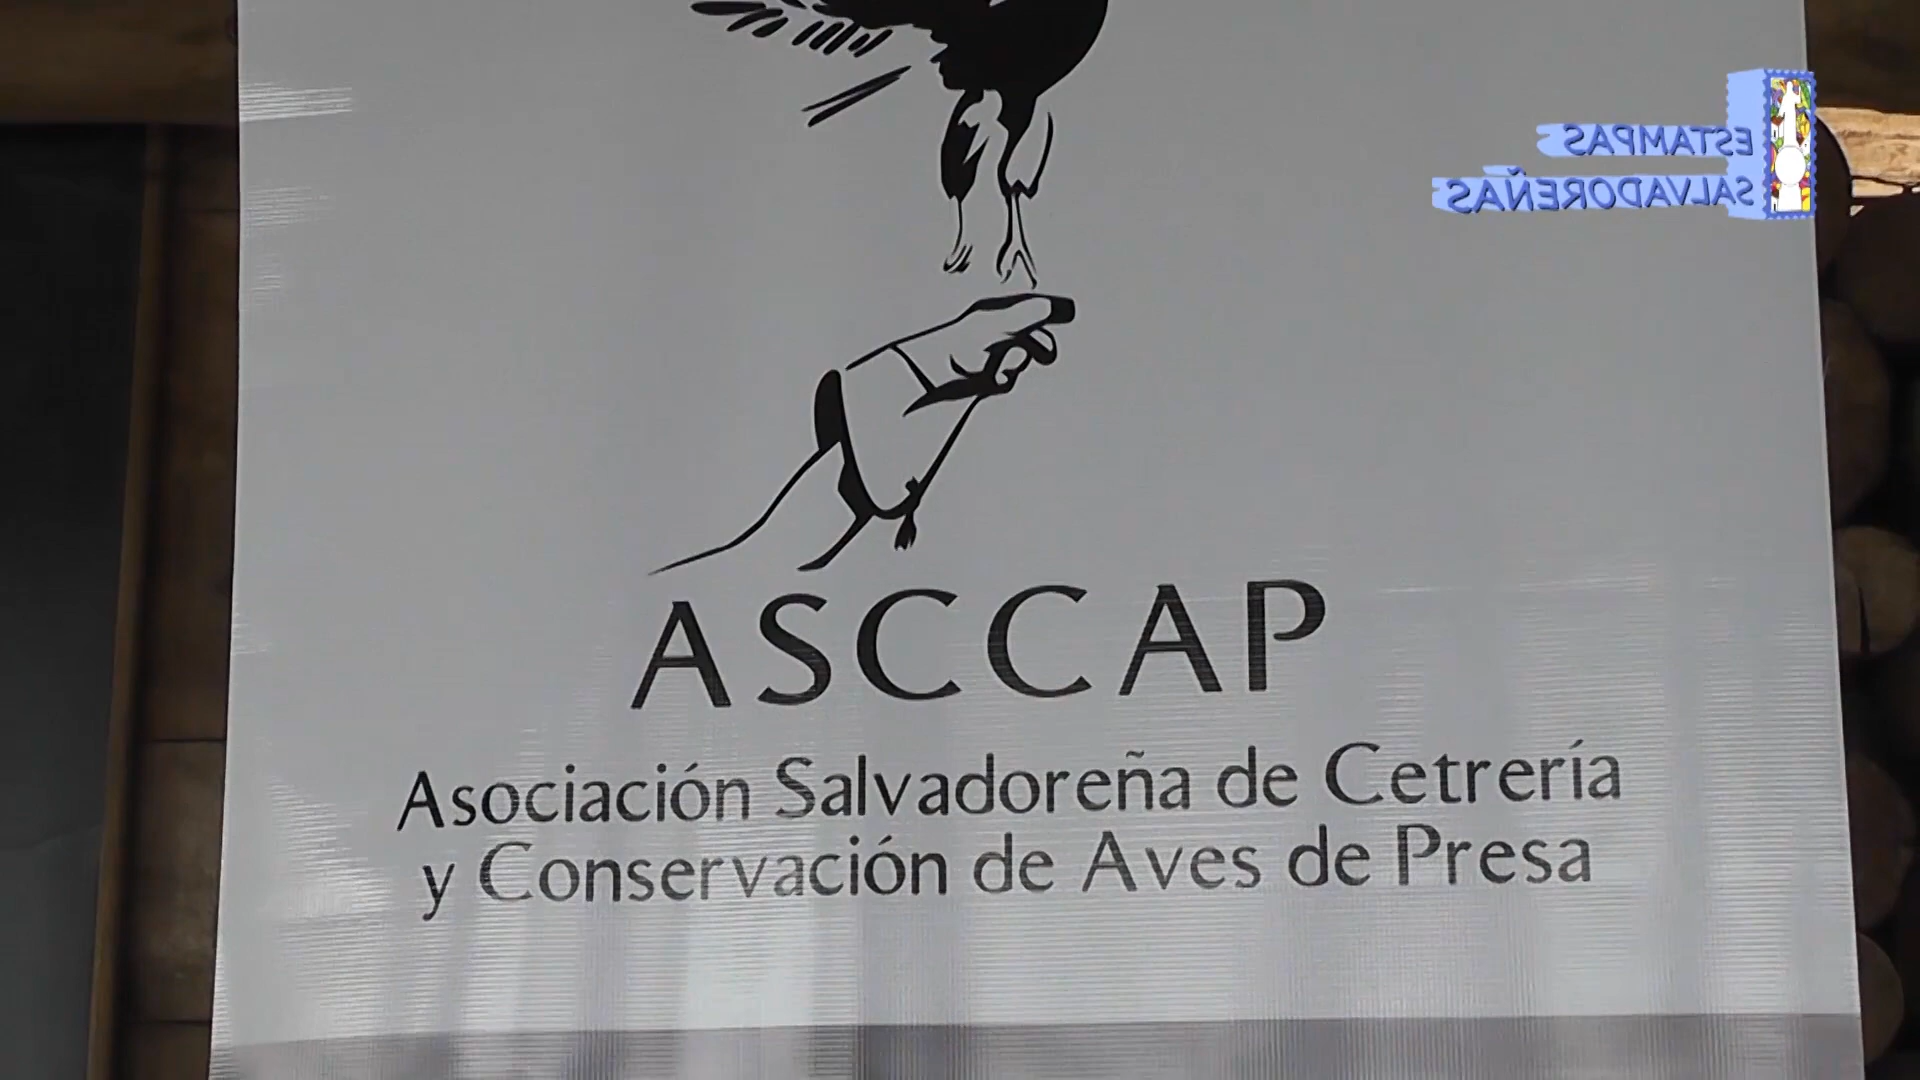 ESTAMPAS
SALVADOREÑAS
ASCCAP
Asociación Salvadoreña de Cetrería
y Conservación de Aves de Presa